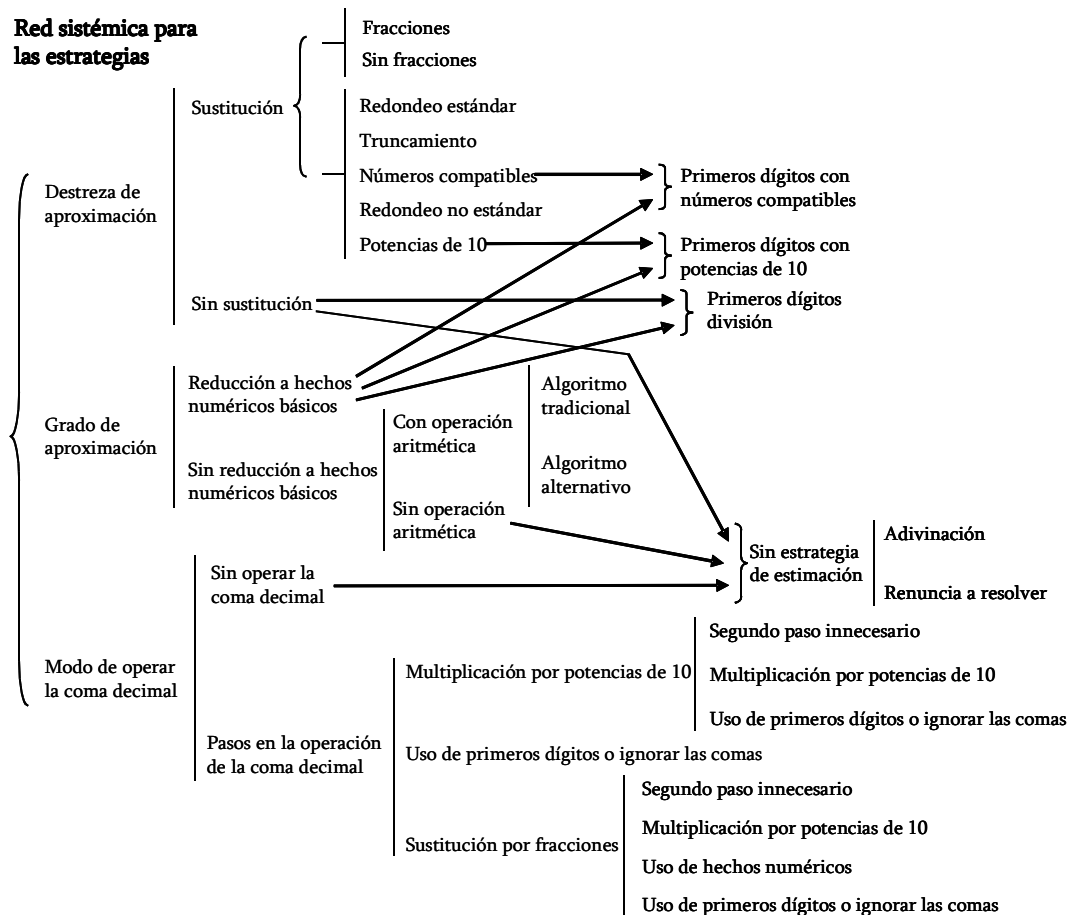 Red sistémica para
las estrategias
Fracciones
Sin fracciones
Sustitución
Redondeo estándar
Truncamiento
Números compatibles
Redondeo no estándar
Potencias de 10
Destreza de
aproximación
Primeros dígitos con
números compatibles
Primeros dígitos con
potencias de 10
Sin sustitución
Primeros dígitos
división
Reducción a hechos
numéricos básicos
Grado de
aproximación
Sin reducción a hechos
numéricos básicos
Con operación
aritmética
Algoritmo
tradicional
Algoritmo
alternativo
Sin operación
aritmética
Sin estrategia
de estimación
Adivinación
Renuncia a resolver
Sin operar la
coma decimal
Modo de operar
la coma decimal
Pasos en la operación
de la coma decimal
Multiplicación por potencias de 10
Segundo paso innecesario
Multiplicación por potencias de 10
Uso de primeros dígitos o ignorar las comas
Uso de primeros dígitos o ignorar las comas
Sustitución por fracciones
Segundo paso innecesario
Multiplicación por potencias de 10
Uso de hechos numéricos
Uso de primeros dígitos o ignorar las comas